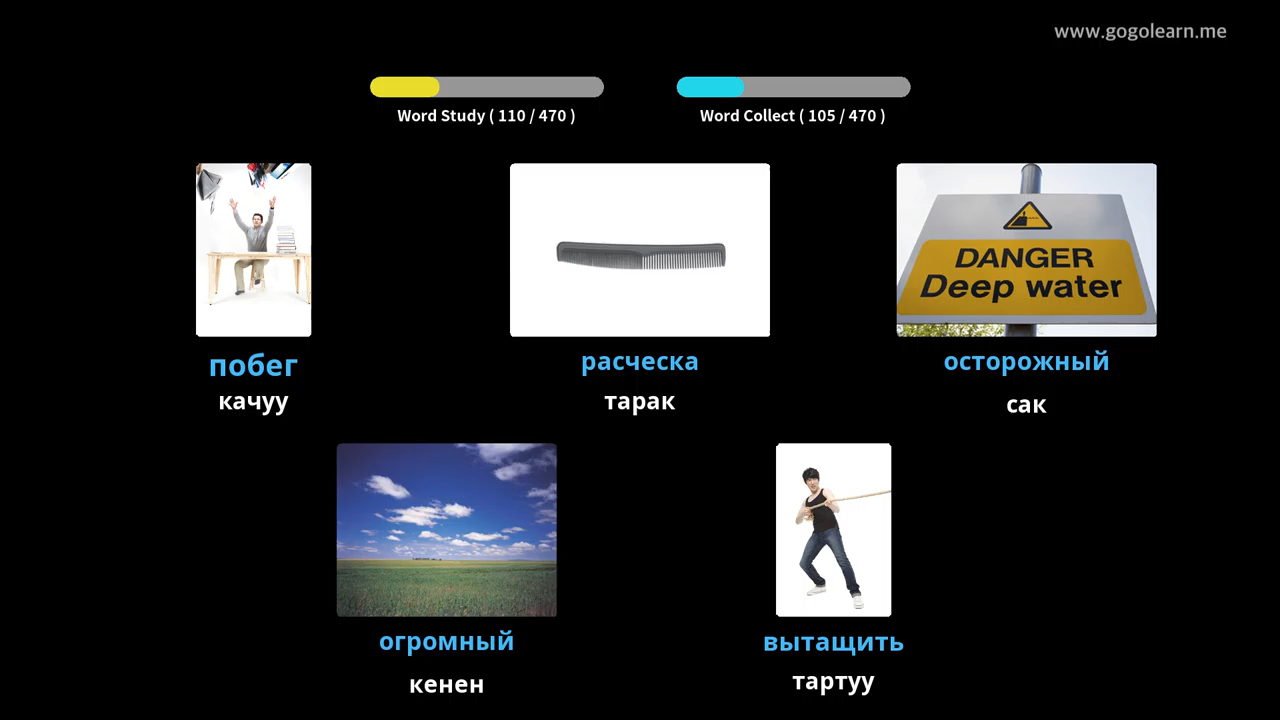 www.gogolearn.me
Word Study ( 110 / 470 )
Word Collect ( 105 / 470 )
DANGER
Deep water
побег
качуу
расческа
тарак
осторожный
сак
огромный
кенен
вытащить
тартуу